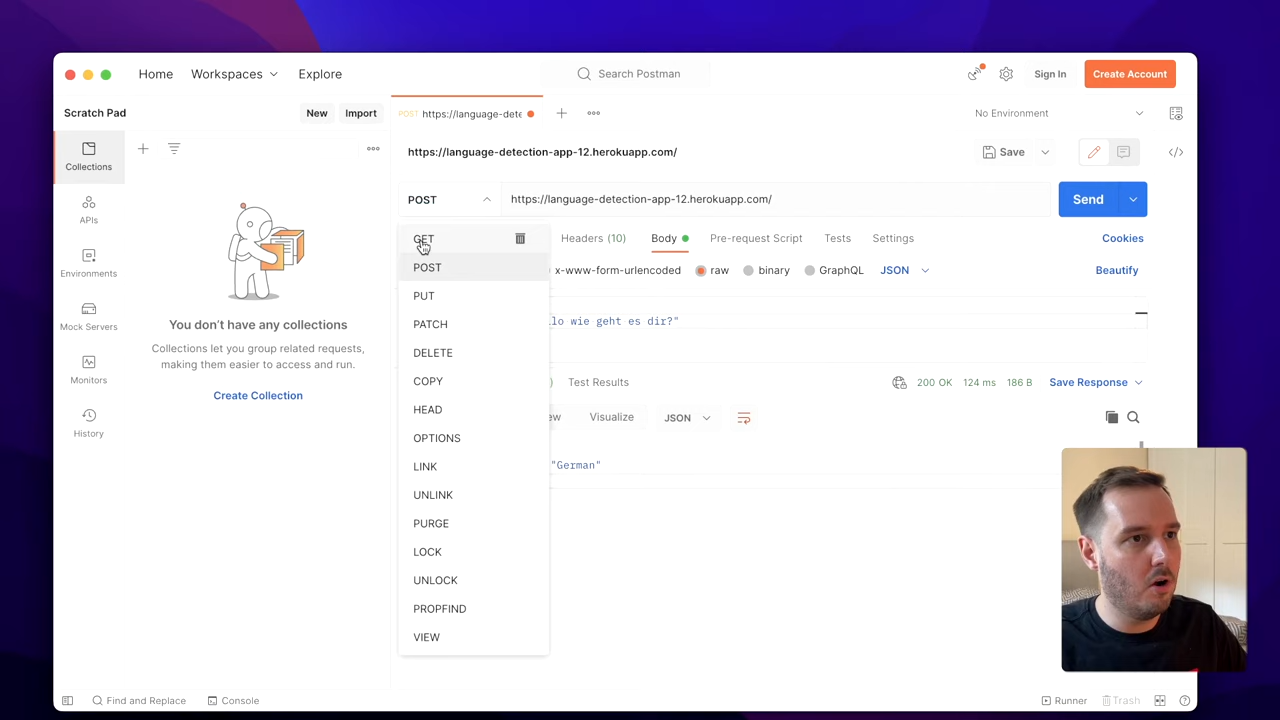 Home Workspaces Explore Search Postman Sign In Create Account
Scratch Pad New Import POST https://language-dete No Environment
Collections
https://language-detection-app-12.herokuapp.com/ Save
APIs
Environments
Mock Servers
Monitors
History
You don't have any collections
Collections let you group related requests,
making them easier to access and run.
Create Collection
POST https://language-detection-app-12.herokuapp.com/ Send
GET
POST
PUT
PATCH
DELETE
COPY
HEAD
OPTIONS
LINK
UNLINK
PURGE
LOCK
UNLOCK
PROPFIND
VIEW
Headers (10) Body Pre-request Script Tests Settings Cookies
x-www-form-urlencoded raw binary GraphQL JSON Beautify
lo wie geht es dir?"
) Test Results 200 OK 124 ms 186 B Save Response
ew Visualize JSON
"German"
Find and Replace Console Runner Trash